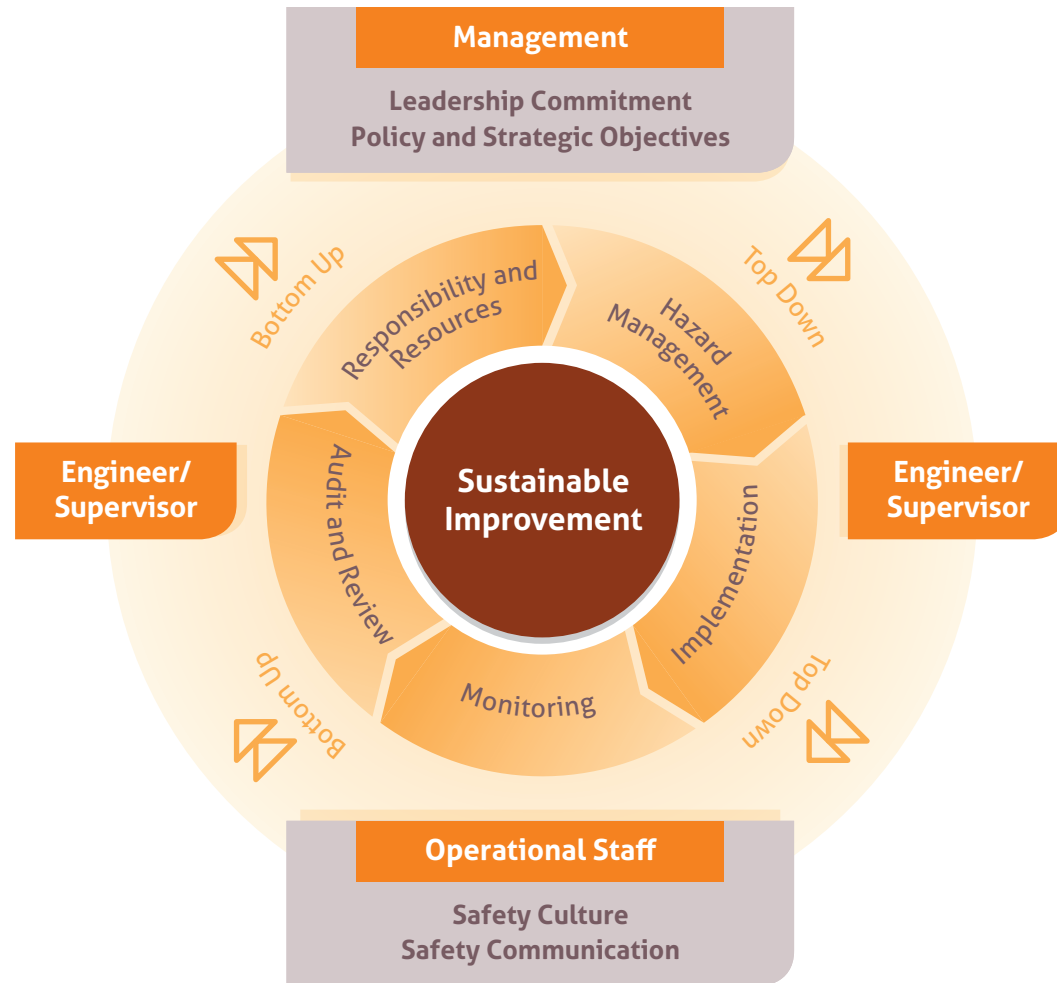 Management
Leadership Commitment
Policy and Strategic Objectives
Bottom Up
Top Down
Responsibility and
Resources
Hazard
Management
Engineer/
Supervisor
Audit and Review
Sustainable
Improvement
Implementation
Engineer/
Supervisor
Monitoring
Bottom Up
Top Down
Operational Staff
Safety Culture
Safety Communication